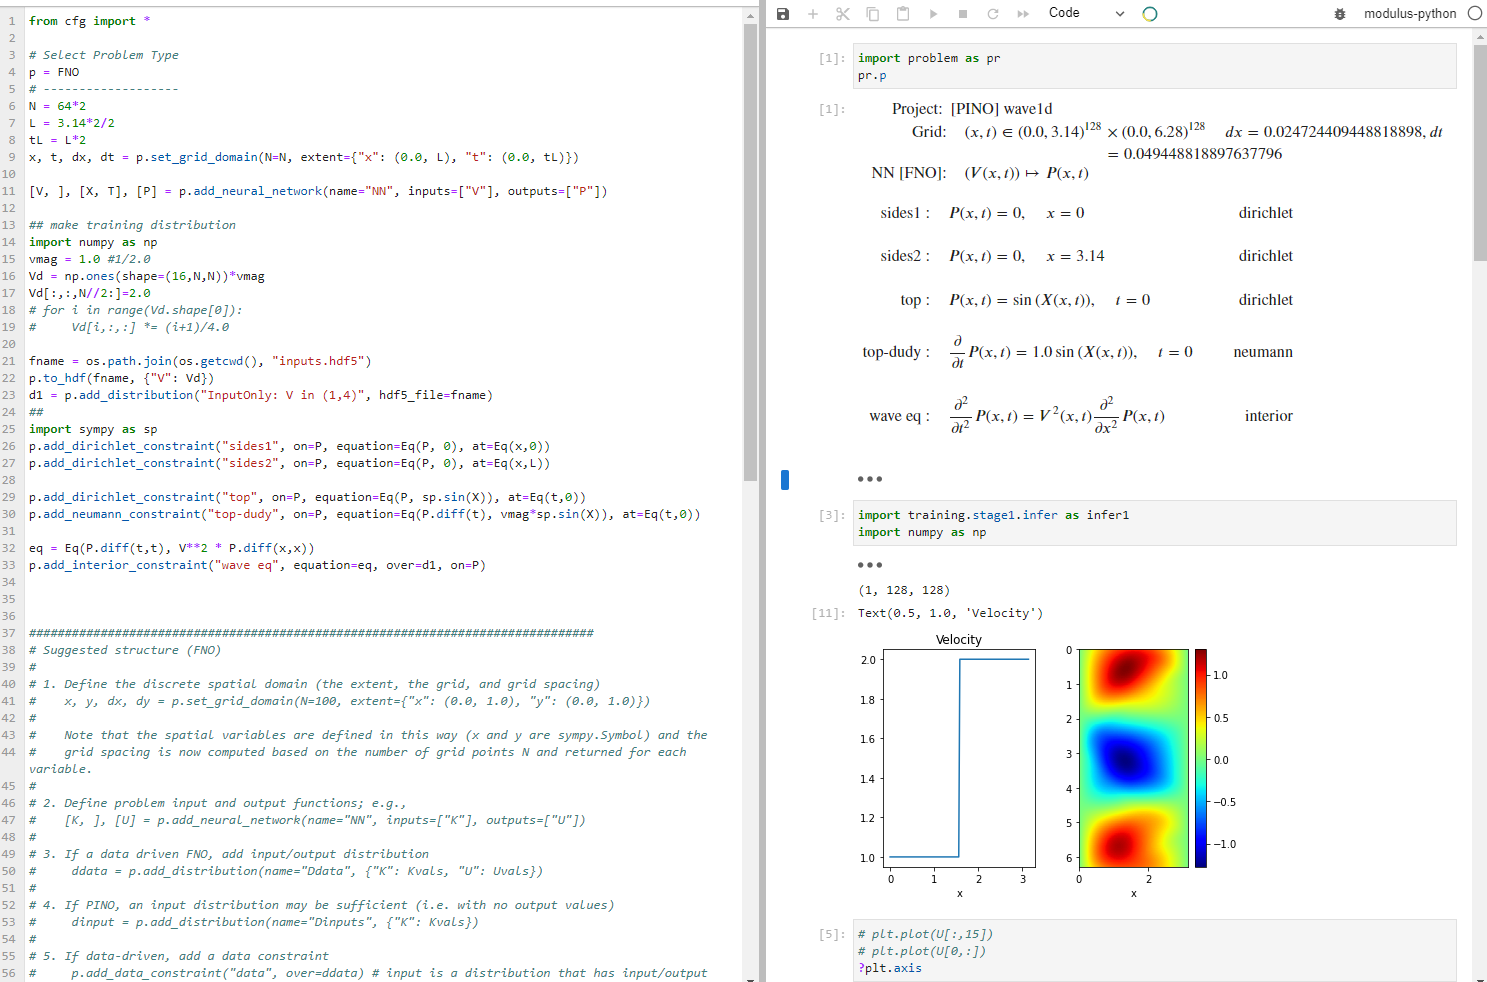 1 from cfg import *
2
3 # Select Problem Type
4 p = FNO
5 # -------------------
6 N = 64*2
7 L = 3.14*2/2
8 tL = L*2
9 x, t, dx, dt = p.set_grid_domain(N=N, extent={"x": (0.0, L), "t": (0.0, tL)})
10
11 [V, ], [X, T], [P] = p.add_neural_network(name="NN", inputs=["V"], outputs=["P"])
12
13 ## make training distribution
14 import numpy as np
15 vmag = 1.0 #1/2.0
16 Vd = np.ones(shape=(16,N,N))*vmag
17 Vd[:,:,N//2:]=2.0
18 # for i in range(Vd.shape[0]):
19 #     Vd[i,:,:] *= (i+1)/4.0
20
21 fname = os.path.join(os.getcwd(), "inputs.hdf5")
22 p.to_hdf(fname, {"V": Vd})
23 d1 = p.add_distribution("InputOnly: V in (1,4)", hdf5_file=fname)
24 ##
25 import sympy as sp
26 p.add_dirichlet_constraint("sides1", on=P, equation=Eq(P, 0), at=Eq(x,0))
27 p.add_dirichlet_constraint("sides2", on=P, equation=Eq(P, 0), at=Eq(x,L))
28
29 p.add_dirichlet_constraint("top", on=P, equation=Eq(P, sp.sin(X)), at=Eq(t,0))
30 p.add_neumann_constraint("top-dudy", on=P, equation=Eq(P.diff(t), vmag*sp.sin(X)), at=Eq(t,0))
31
32 eq = Eq(P.diff(t,t), V**2 * P.diff(x,x))
33 p.add_interior_constraint("wave eq", equation=eq, over=d1, on=P)
34
35
36
37 ################################################################################
38 # Suggested structure (FNO)
39 #
40 # 1. Define the discrete spatial domain (the extent, the grid, and grid spacing)
41 #    x, y, dx, dy = p.set_grid_domain(N=100, extent={"x": (0.0, 1.0), "y": (0.0, 1.0)})
42 #
43 #    Note that the spatial variables are defined in this way (x and y are sympy.Symbol) and the
44 #    grid spacing is now computed based on the number of grid points N and returned for each
variable.
45 #
46 # 2. Define problem input and output functions; e.g.,
47 #    [K, ], [U] = p.add_neural_network(name="NN", inputs=["K"], outputs=["U"])
48 #
49 # 3. If a data driven FNO, add input/output distribution
50 #     ddata = p.add_distribution(name="Ddata", {"K": Kvals, "U": Uvals})
51 #
52 # 4. If PINO, an input distribution may be sufficient (i.e. with no output values)
53 #     dinput = p.add_distribution(name="Dinputs", {"K": Kvals})
54 #
55 # 5. If data-driven, add a data constraint
56 #     p.add_data_constraint("data", over=ddata) # input is a distribution that has input/output
Code modulus-python
[1]: import problem as pr
pr.p
[1]: Project: [PINO] wave1d
Grid: (x, t) ∈ (0.0, 3.14)¹²⁸ × (0.0, 6.28)¹²⁸ dx = 0.024724409448818898, dt
= 0.049448818897637796
NN [FNO]: (V(x, t)) ↦ P(x, t)
sides1 : P(x, t) = 0, x = 0 dirichlet
sides2 : P(x, t) = 0, x = 3.14 dirichlet
top : P(x, t) = sin (X(x, t)), t = 0 dirichlet
top-dudy : ∂/∂t P(x, t) = 1.0 sin (X(x, t)), t = 0 neumann
wave eq : ∂²/∂t² P(x, t) = V²(x, t) ∂²/∂x² P(x, t) interior
•••
[3]: import training.stage1.infer as infer1
import numpy as np
•••
(1, 128, 128)
[11]: Text(0.5, 1.0, 'Velocity')
Velocity
2.0
1.8
1.6
1.4
1.2
1.0
0 1 2 3
x
0
1
2
3
4
5
6
0 2
x
1.0
0.5
0.0
−0.5
−1.0
[5]: # plt.plot(U[:,15])
# plt.plot(U[0,:])
?plt.axis